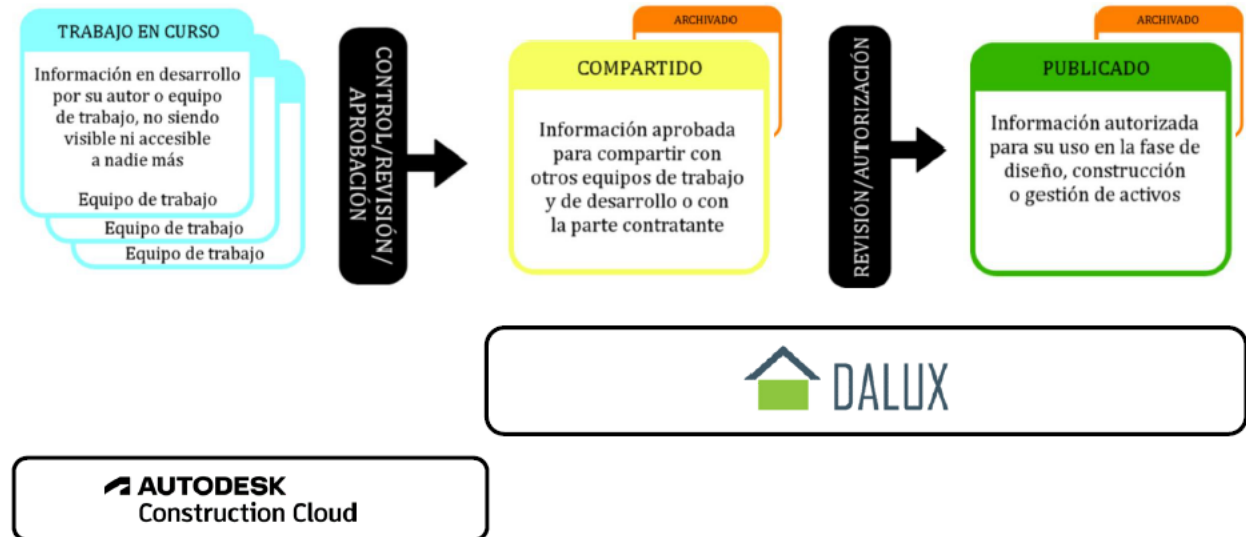 TRABAJO EN CURSO
Información en desarrollo
por su autor o equipo
de trabajo, no siendo
visible ni accesible
a nadie más
Equipo de trabajo
Equipo de trabajo
Equipo de trabajo
CONTROL/REVISIÓN/
APROBACIÓN
ARCHIVADO
COMPARTIDO
Información aprobada
para compartir con
otros equipos de trabajo
y de desarrollo o con
la parte contratante
REVISIÓN/AUTORIZACIÓN
ARCHIVADO
PUBLICADO
Información autorizada
para su uso en la fase de
diseño, construcción
o gestión de activos
DALUX
AUTODESK
Construction Cloud